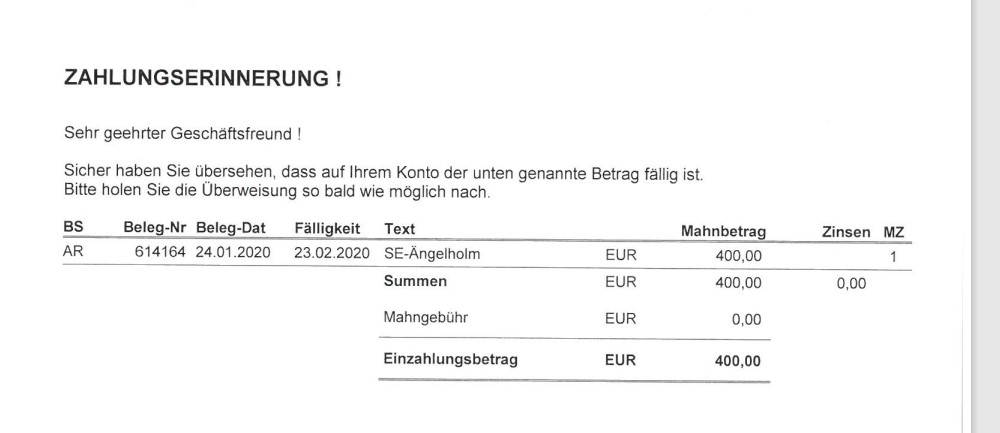 ZAHLUNGSERINNERUNG !
Sehr geehrter Geschäftsfreund !
Sicher haben Sie übersehen, dass auf Ihrem Konto der unten genannte Betrag fällig ist.
Bitte holen Sie die Überweisung so bald wie möglich nach.
BS Beleg-Nr Beleg-Dat Fälligkeit Text Mahnbetrag Zinsen MZ
AR 614164 24.01.2020 23.02.2020 SE-Ängelholm EUR 400,00 1
Summen EUR 400,00 0,00
Mahngebühr EUR 0,00
Einzahlungsbetrag EUR 400,00